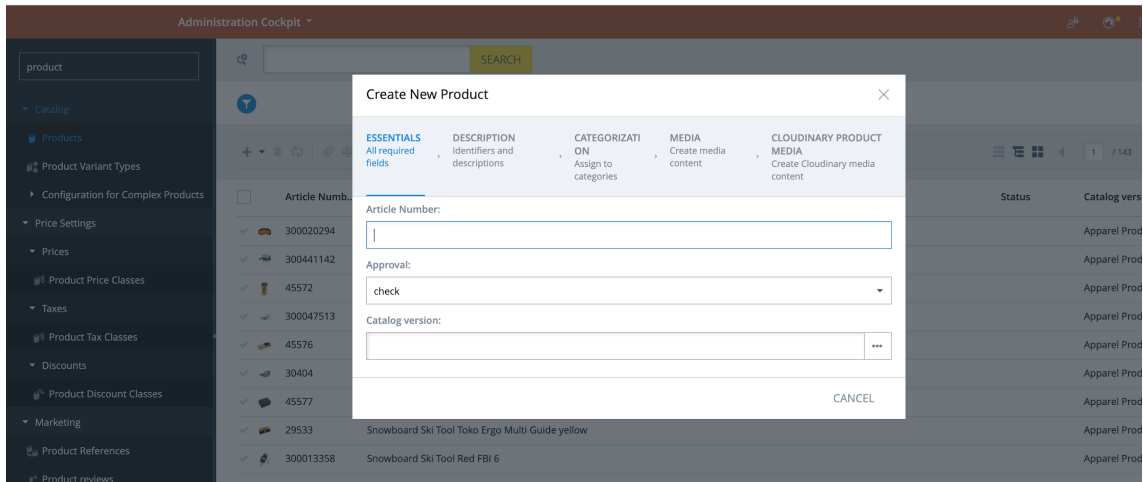 Administration Cockpit
product
SEARCH
Catalog
Products
Product Variant Types
Configuration for Complex Products
Price Settings
Prices
Product Price Classes
Taxes
Product Tax Classes
Discounts
Product Discount Classes
Marketing
Product References
Product reviews
Create New Product
ESSENTIALS
All required
fields
DESCRIPTION
Identifiers and
descriptions
CATEGORIZATI
ON
Assign to
categories
MEDIA
Create media
content
CLOUDINARY PRODUCT
MEDIA
Create Cloudinary media
content
Article Number:
Approval:
check
Catalog version:
CANCEL
1 / 143
Article Numb.. Status Catalog vers
300020294 Apparel Prod
300441142 Apparel Prod
45572 Apparel Prod
300047513 Apparel Prod
45576 Apparel Prod
30404 Apparel Prod
45577 Apparel Prod
29533 Snowboard Ski Tool Toko Ergo Multi Guide yellow Apparel Prod
300013358 Snowboard Ski Tool Red FBI 6 Apparel Prod